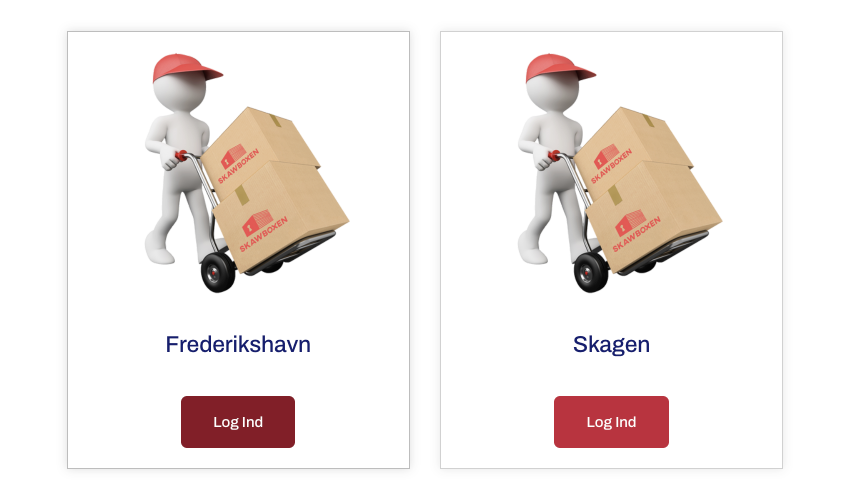 SKAWBOXEN
SKAWBOXEN
Frederikshavn
Log Ind
SKAWBOXEN
SKAWBOXEN
Skagen
Log Ind